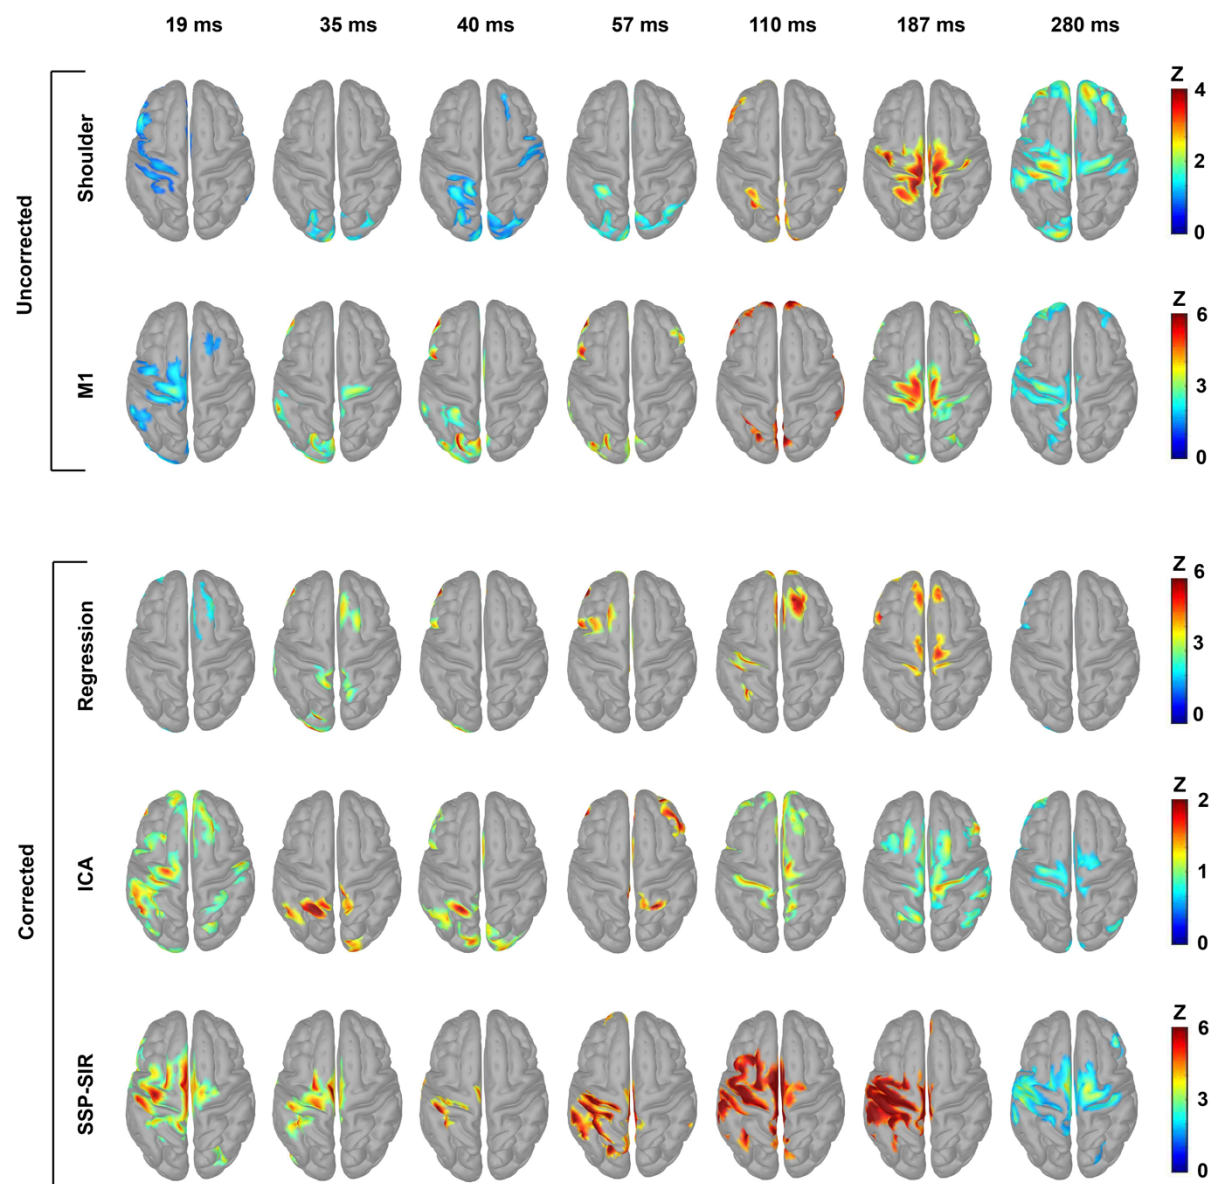 19 ms 35 ms 40 ms 57 ms 110 ms 187 ms 280 ms
Uncorrected
Shoulder
Z
4
2
0
M1
Z
6
3
0
Corrected
Regression
Z 6
3
0
ICA
Z
2
1
0
SSP-SIR
Z
6
3
0